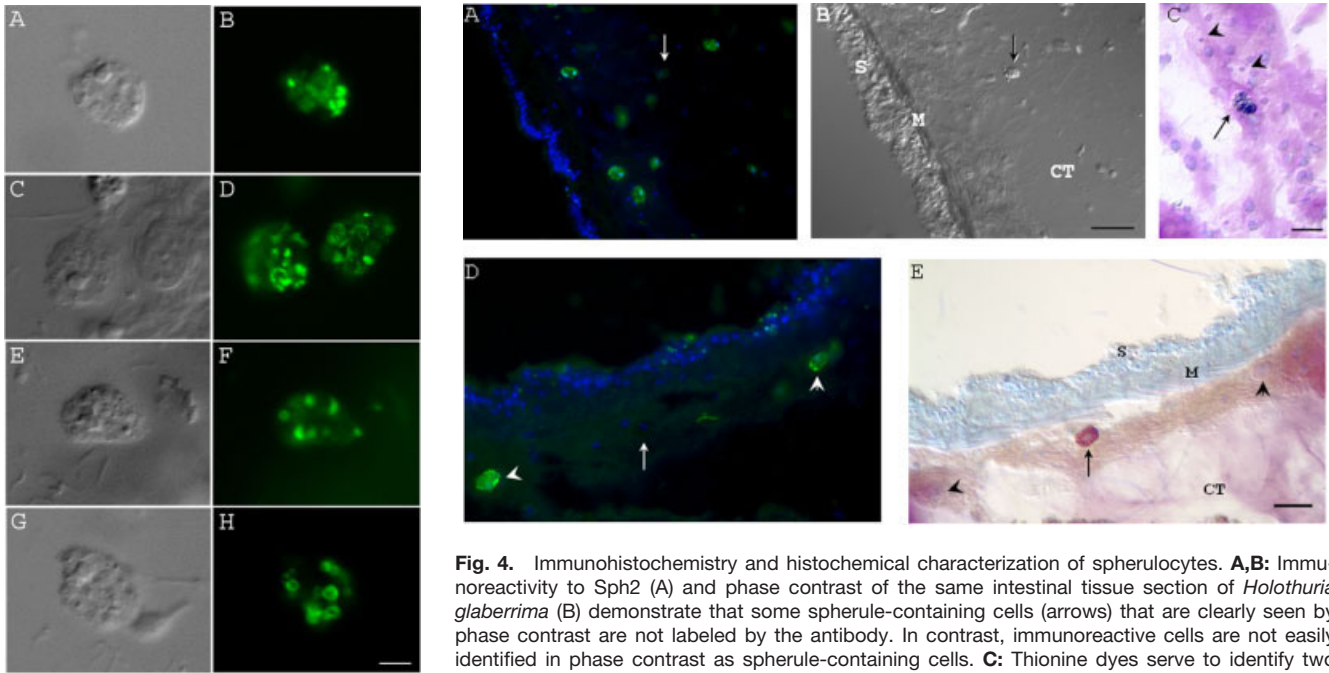 A
B
C
D
E
F
G
H
A
B
S
M
CT
C
D
E
S
M
CT
Fig. 4. Immunohistochemistry and histochemical characterization of spherulocytes. A,B: Immu-
noreactivity to Sph2 (A) and phase contrast of the same intestinal tissue section of Holothuria
glaberrima (B) demonstrate that some spherule-containing cells (arrows) that are clearly seen by
phase contrast are not labeled by the antibody. In contrast, immunoreactive cells are not easily
identified in phase contrast as spherule-containing cells. C: Thionine dyes serve to identify two